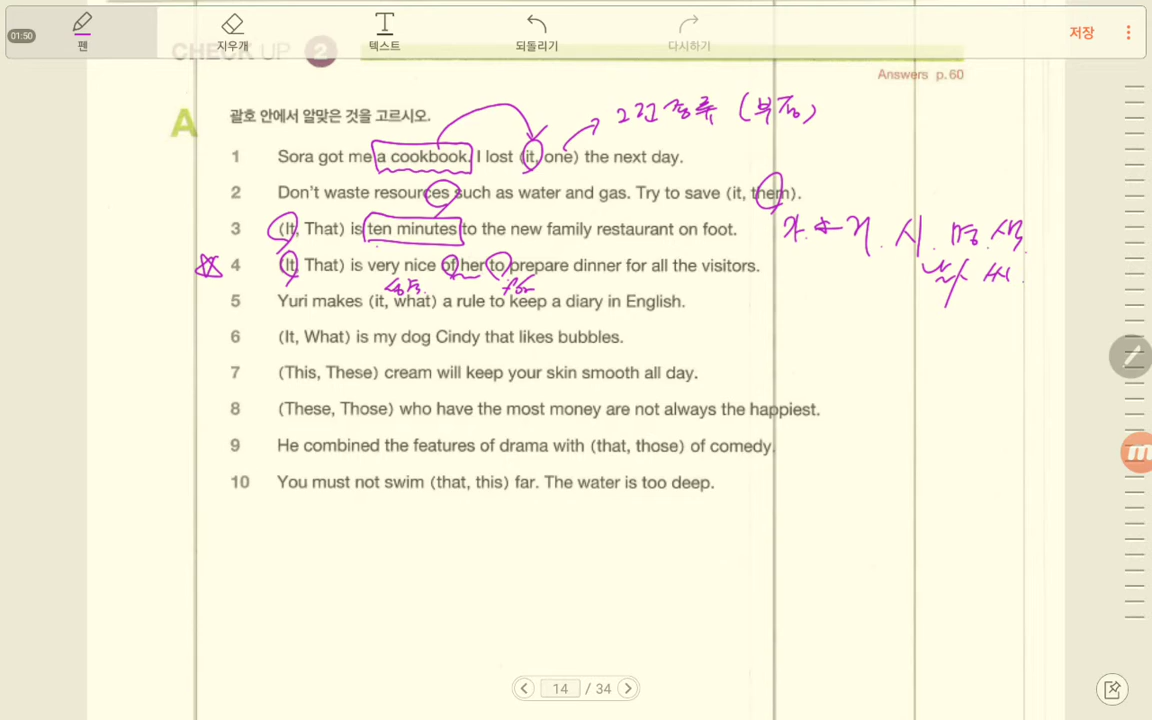 01:50
펜 지우개 텍스트 되돌리기 다시하기 저장
CHECK UP 2
Answers p.60
A 괄호 안에서 알맞은 것을 고르시오.
1 Sora got me a cookbook. I lost (it, one) the next day.
2 Don't waste resources such as water and gas. Try to save (it, them).
3 (It, That) is ten minutes to the new family restaurant on foot.
4 (It, That) is very nice of her to prepare dinner for all the visitors.
for
5 Yuri makes (it, what) a rule to keep a diary in English.
6 (It, What) is my dog Cindy that likes bubbles.
7 (This, These) cream will keep your skin smooth all day.
8 (These, Those) who have the most money are not always the happiest.
9 He combined the features of drama with (that, those) of comedy.
10 You must not swim (that, this) far. The water is too deep.
14 / 34
m